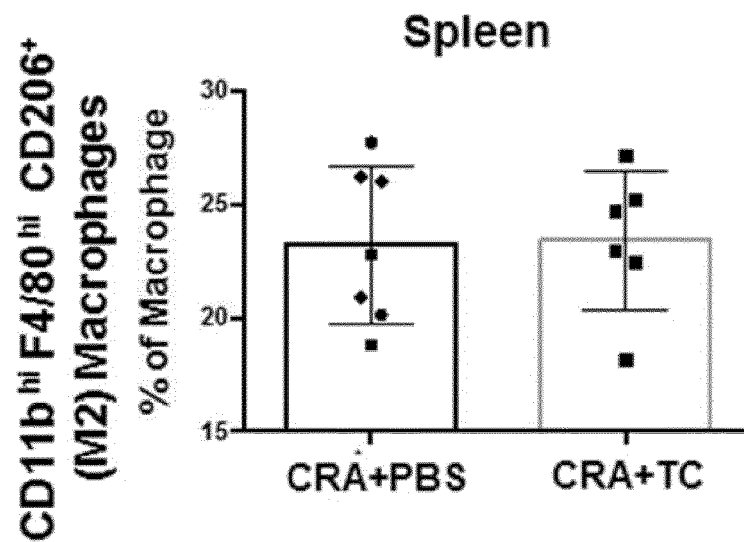 Spleen
CD11b^hi F4/80^hi CD206^+
(M2) Macrophages
% of Macrophage
30
25
20
15
CRA+PBS
CRA+TC